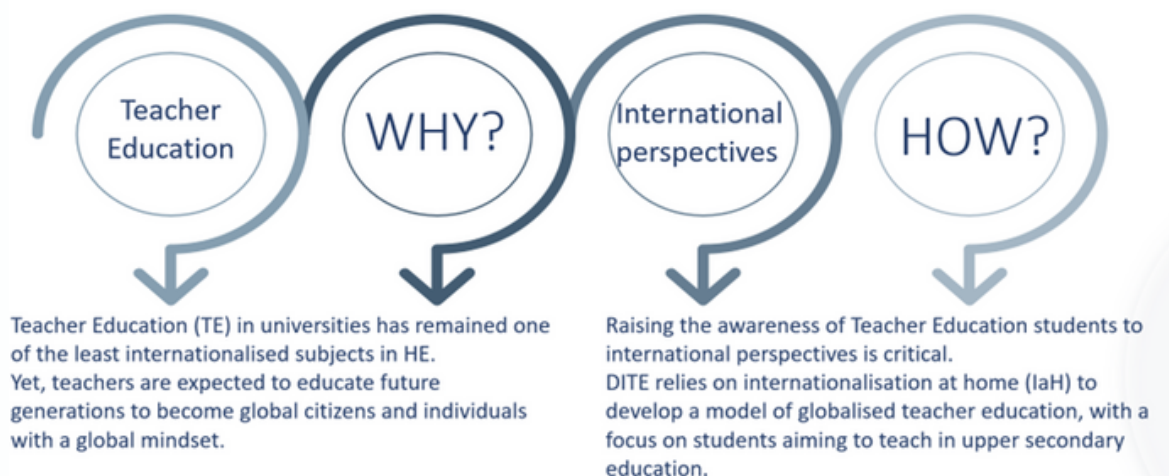 Teacher
Education
WHY?
International
perspectives
HOW?
Teacher Education (TE) in universities has remained one
of the least internationalised subjects in HE.
Yet, teachers are expected to educate future
generations to become global citizens and individuals
with a global mindset.
Raising the awareness of Teacher Education students to
international perspectives is critical.
DITE relies on internationalisation at home (IaH) to
develop a model of globalised teacher education, with a
focus on students aiming to teach in upper secondary
education.